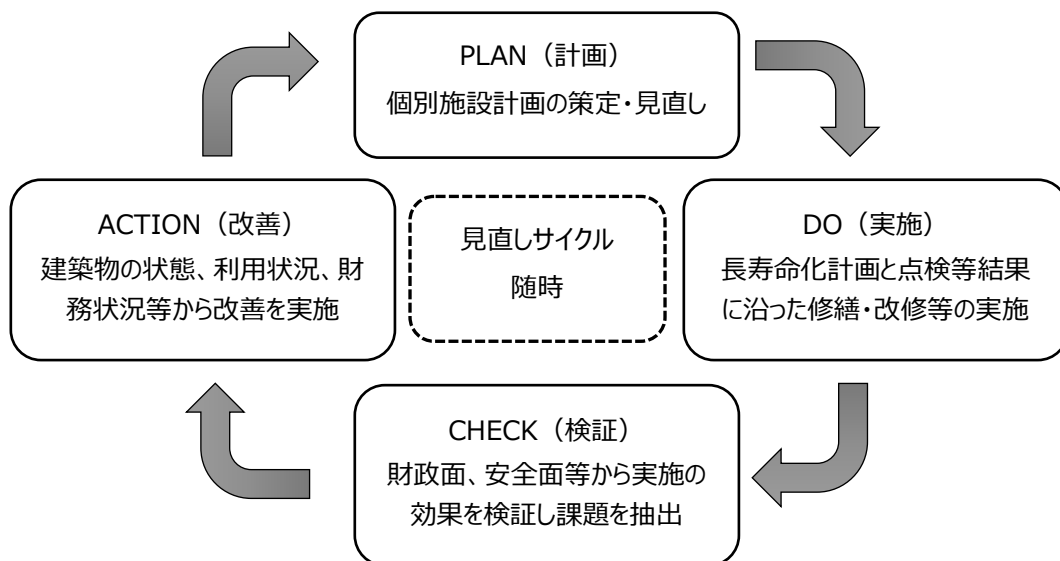 PLAN（計画）
個別施設計画の策定・見直し
ACTION（改善）
建築物の状態、利用状況、財
務状況等から改善を実施
見直しサイクル
随時
DO（実施）
長寿命化計画と点検等結果
に沿った修繕・改修等の実施
CHECK（検証）
財政面、安全面等から実施の
効果を検証し課題を抽出